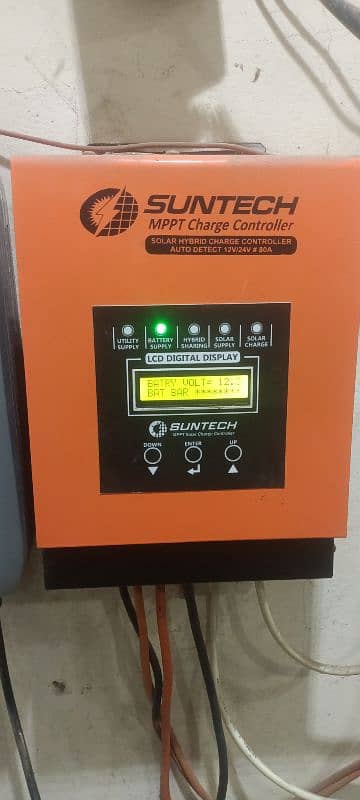 SUNTECH
MPPT Charge Controller
SOLAR HYBRID CHARGE CONTROLLER
AUTO DETECT 12V/24V # 80A
UTILITY SUPPLY
BATTERY SUPPLY
HYBRID SHARING
SOLAR SUPPLY
SOLAR CHARGE
LCD DIGITAL DISPLAY
BATRY VOLT= 12.
BAT BAR ********
SUNTECH
MPPT Solar Charge Controller
DOWN
ENTER
UP